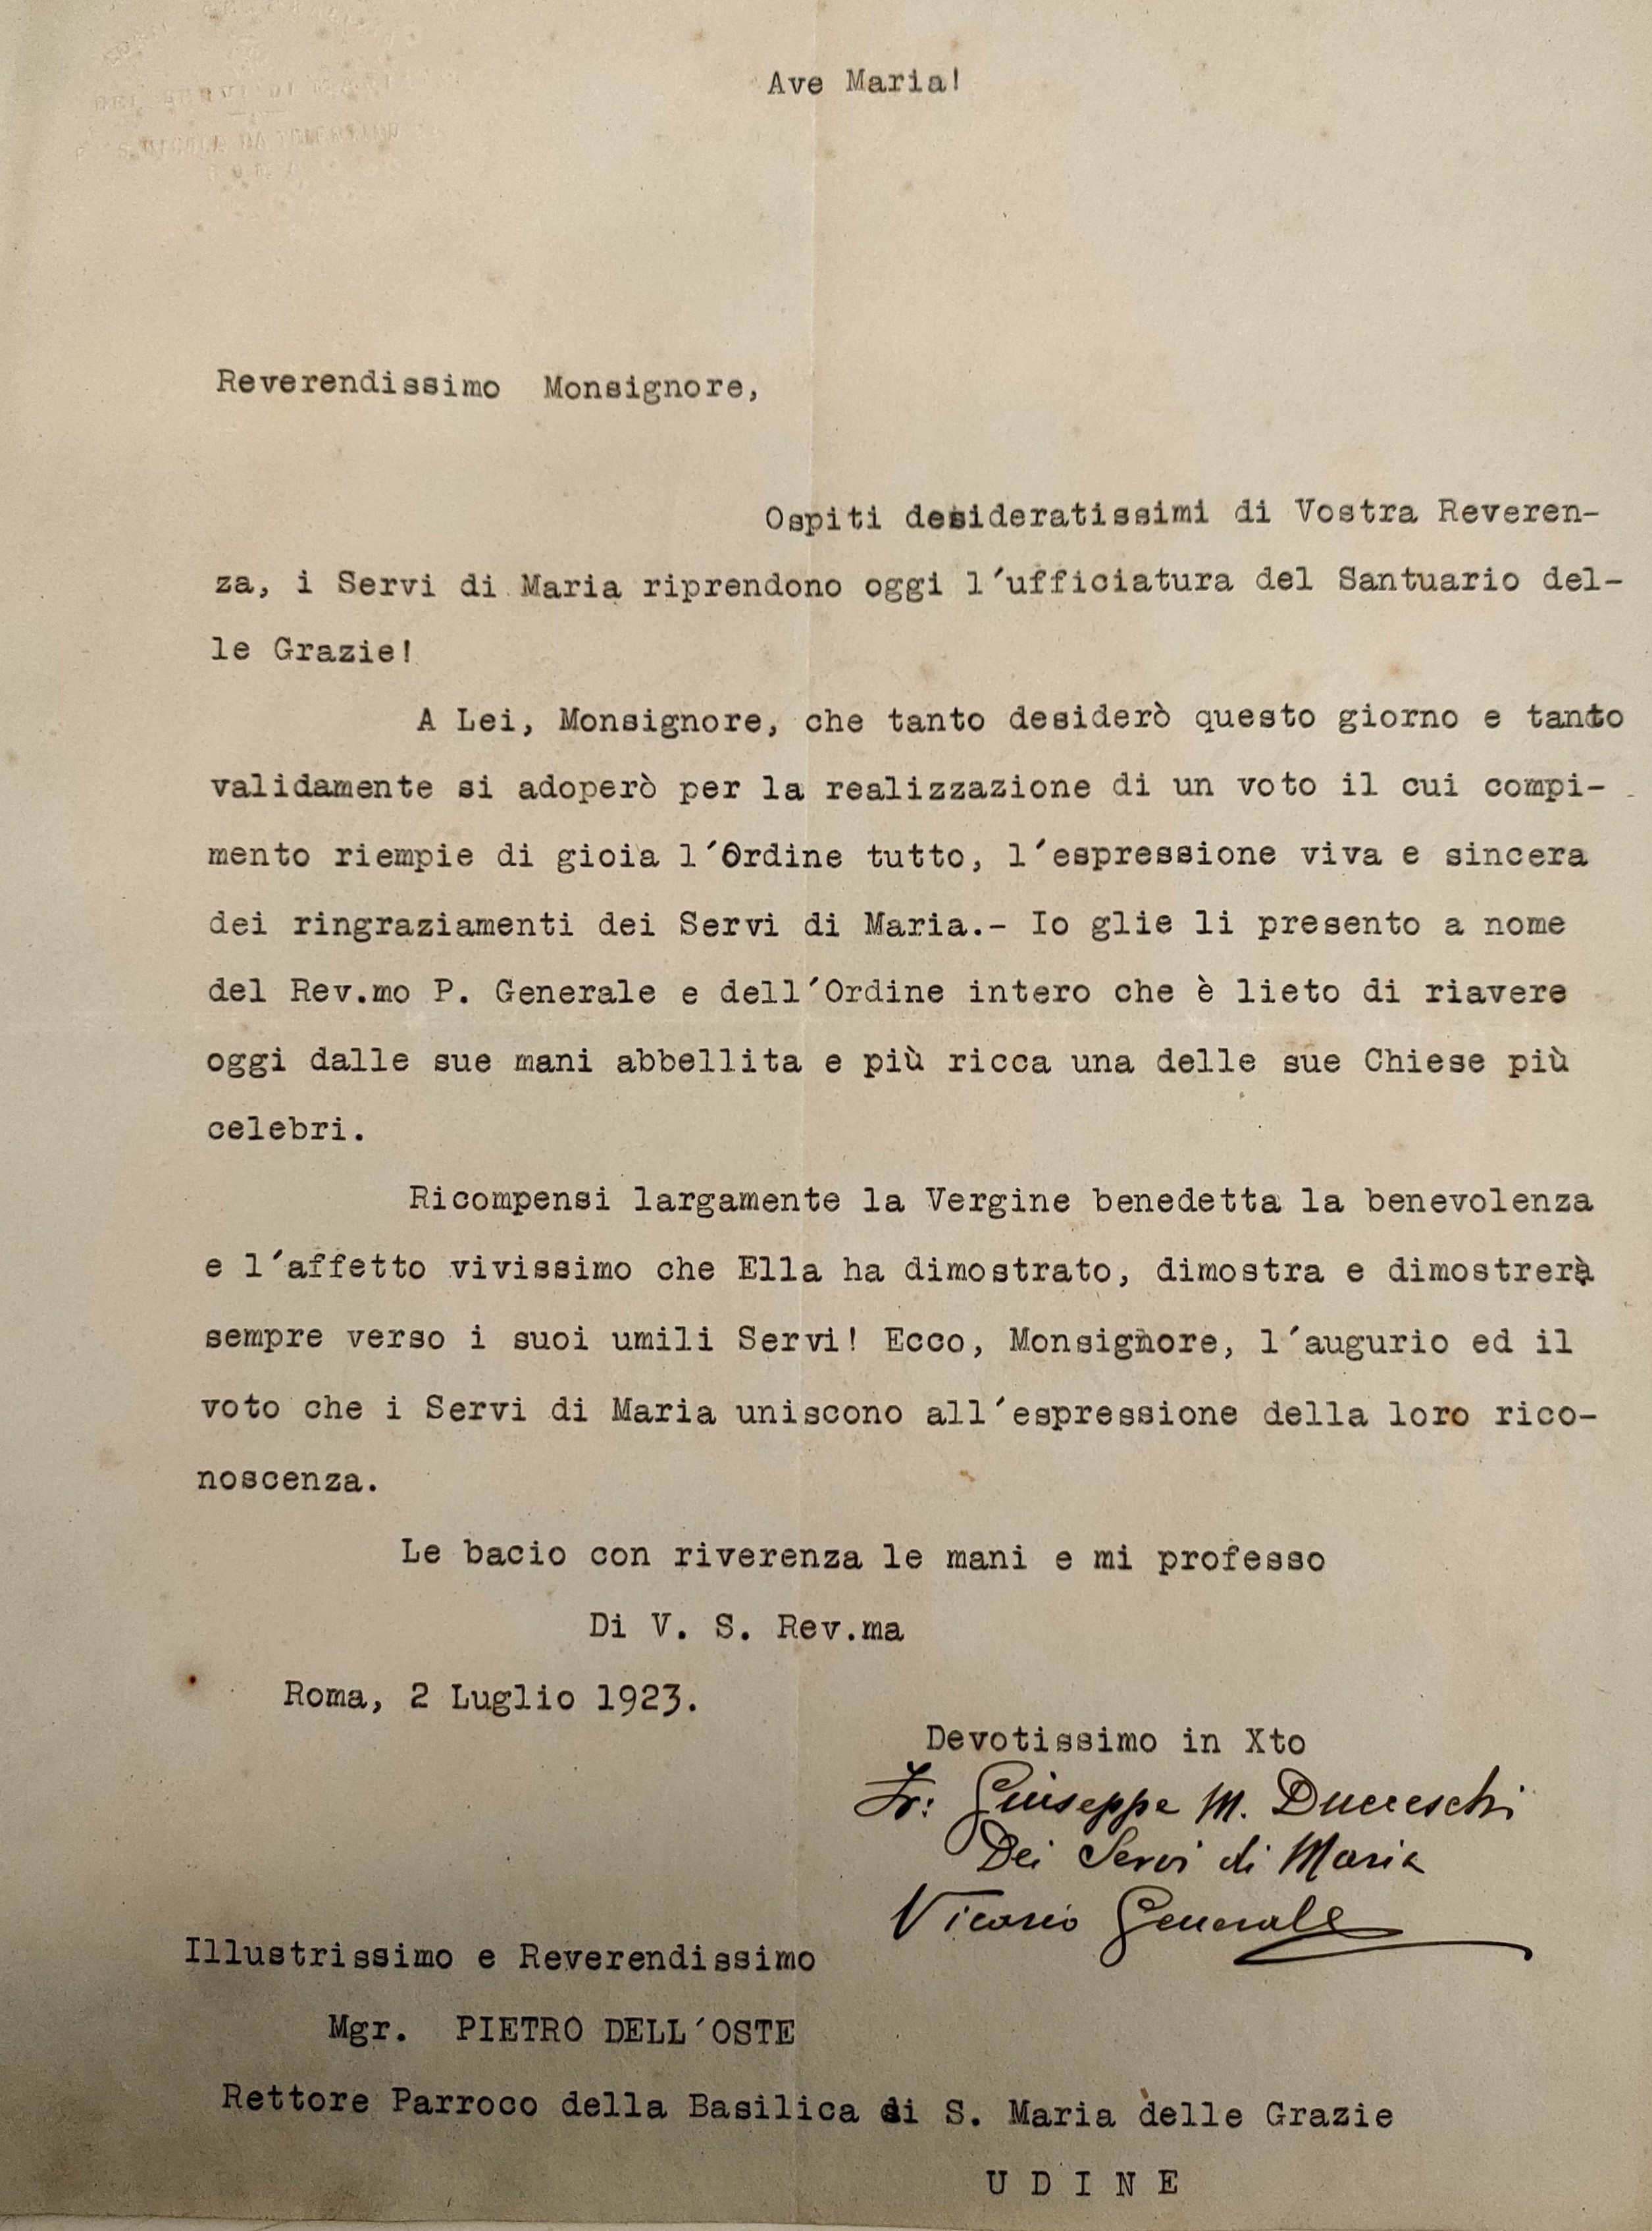 Ave Maria!
Reverendissimo Monsignore,
Ospiti desideratissimi di Vostra Reveren-
za, i Servi di Maria riprendono oggi l'ufficiatura del Santuario del-
le Grazie!
A Lei, Monsignore, che tanto desiderò questo giorno e tanto
validamente si adoperò per la realizzazione di un voto il cui compi-
mento riempie di gioia l'Ordine tutto, l'espressione viva e sincera
dei ringraziamenti dei Servi di Maria.- Io glie li presento a nome
del Rev.mo P. Generale e dell'Ordine intero che è lieto di riavere
oggi dalle sue mani abbellita e più ricca una delle sue Chiese più
celebri.
Ricompensi largamente la Vergine benedetta la benevolenza
e l'affetto vivissimo che Ella ha dimostrato, dimostra e dimostrerà
sempre verso i suoi umili Servi! Ecco, Monsignore, l'augurio ed il
voto che i Servi di Maria uniscono all'espressione della loro rico-
noscenza.
Le bacio con riverenza le mani e mi professo
Di V. S. Rev.ma
Roma, 2 Luglio 1923.
Devotissimo in Xto
Fr: Giuseppe M. Ducceschi
Dei Servi di Maria
Vicario Generale
Illustrissimo e Reverendissimo
Mgr. PIETRO DELL'OSTE
Rettore Parroco della Basilica di S. Maria delle Grazie
U D I N E